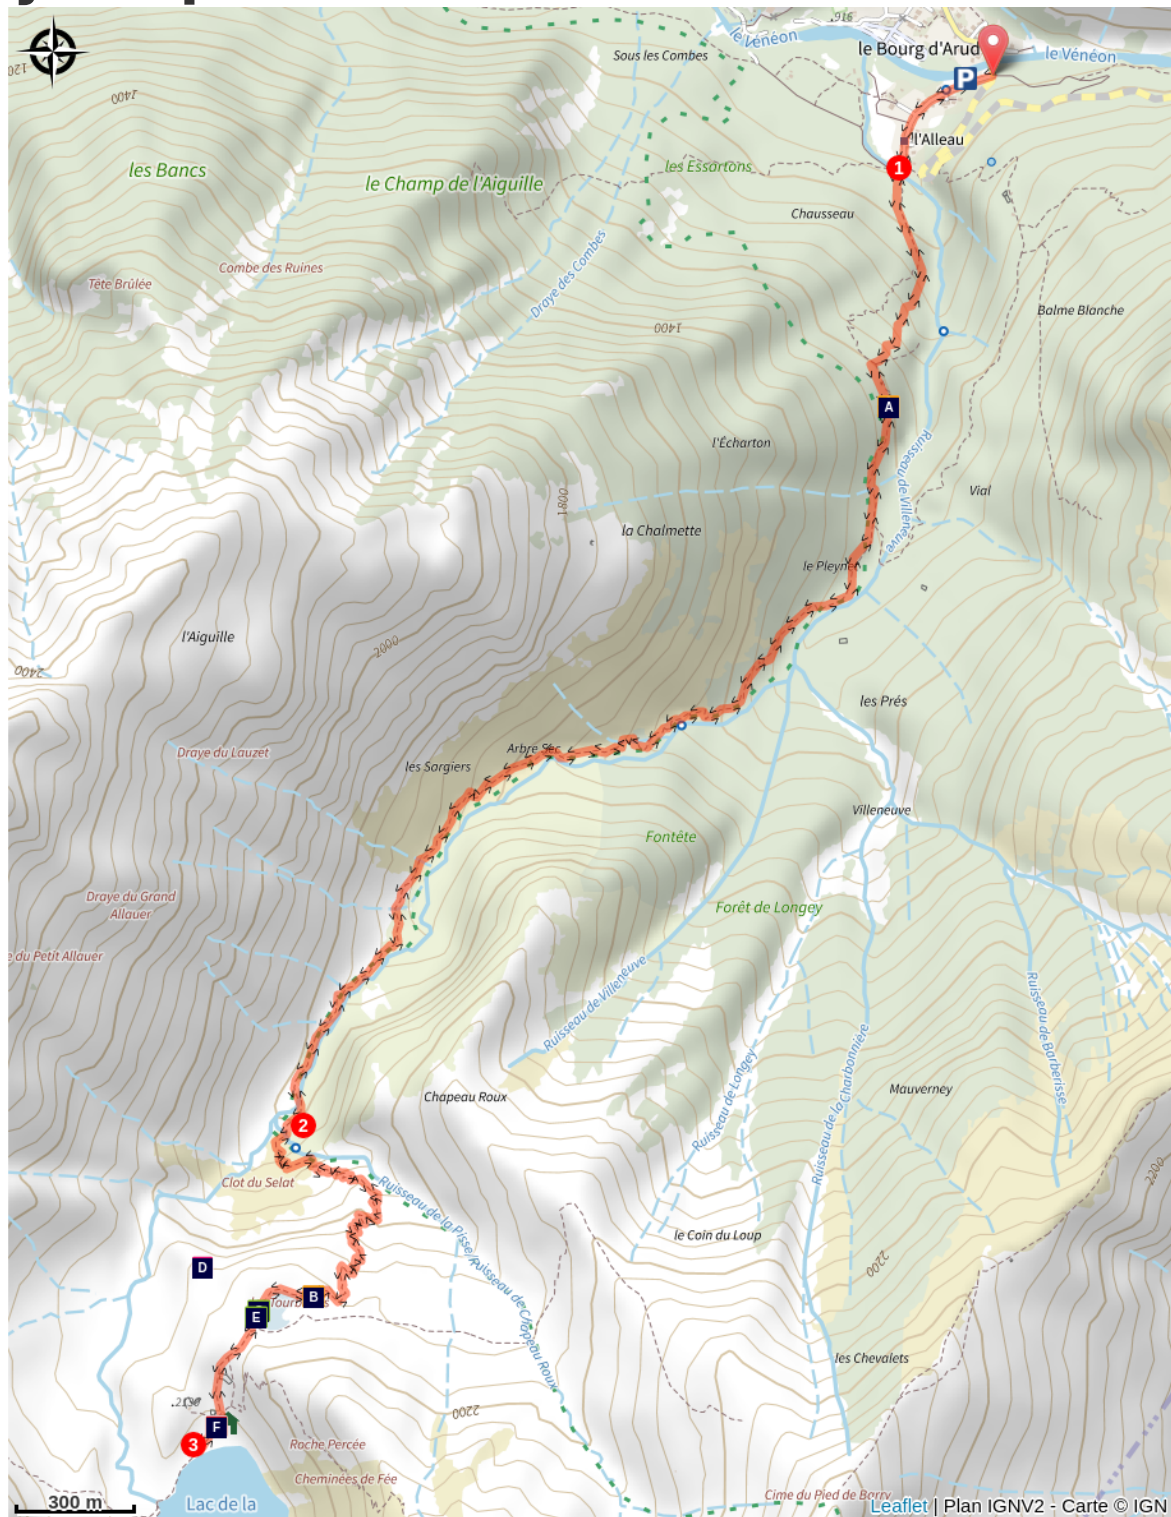 916
le Vénéon
le Bourg d'Arud
le Vénéon
Sous les Combes
P
1400
l'Alleau
les Bancs
le Champ de l'Aiguille
les Essartons
1
Chausseau
Draye des Combes
Combe des Ruines
Tête Brûlée
1400
Balme Blanche
A
l'Écharton
Ruisseau de Villeneuve
Vial
1800
la Chalmette
le Pleynet
l'Aiguille
2000
2400
les Prés
Draye du Lauzet
Arbre Sec
les Sargiers
Villeneuve
Fontête
Draye du Grand
Allauer
Forêt de Longey
e du Petit Allauer
Ruisseau de Villeneuve
Ruisseau de Barberisse
Ruisseau de la Charbonnière
Ruisseau de Longey
Chapeau Roux
Mauverney
2
Clot du Selat
Ruisseau de la Pisse/ruisseau de Chapeau Roux
2200
le Coin du Loup
2200
D
B
E
les Chevalets
2200
F
3
Roche Percée
Cheminées de Fée
Lac de la
Cime du Pied de Barry
300 m
Leaflet | Plan IGNV2 - Carte © IGN